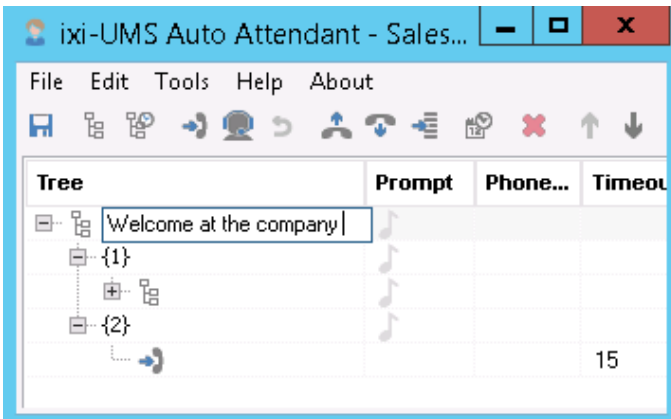 ixi-UMS Auto Attendant - Sales...
File Edit Tools Help About
Tree Prompt Phone... Timeou
Welcome at the company
{1}
{2}
15